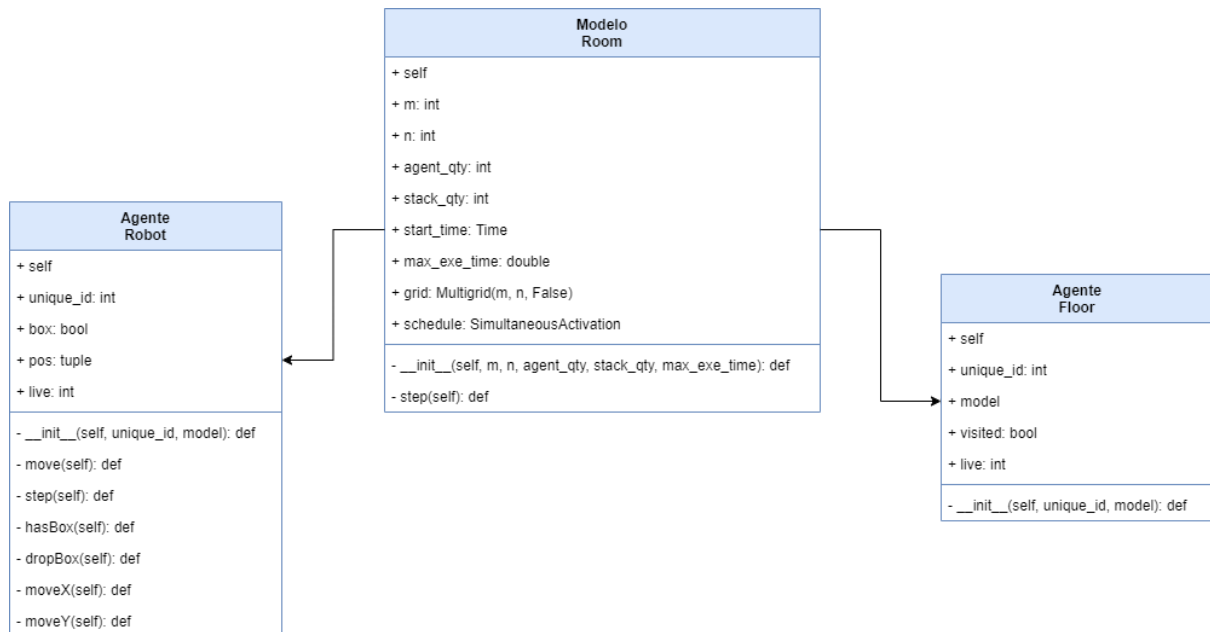 Modelo
Room
+ self
+ m: int
+ n: int
+ agent_qty: int
+ stack_qty: int
+ start_time: Time
+ max_exe_time: double
+ grid: Multigrid(m, n, False)
+ schedule: SimultaneousActivation
- __init__(self, m, n, agent_qty, stack_qty, max_exe_time): def
- step(self): def
Agente
Robot
+ self
+ unique_id: int
+ box: bool
+ pos: tuple
+ live: int
- __init__(self, unique_id, model): def
- move(self): def
- step(self): def
- hasBox(self): def
- dropBox(self): def
- moveX(self): def
- moveY(self): def
Agente
Floor
+ self
+ unique_id: int
+ model
+ visited: bool
+ live: int
- __init__(self, unique_id, model): def